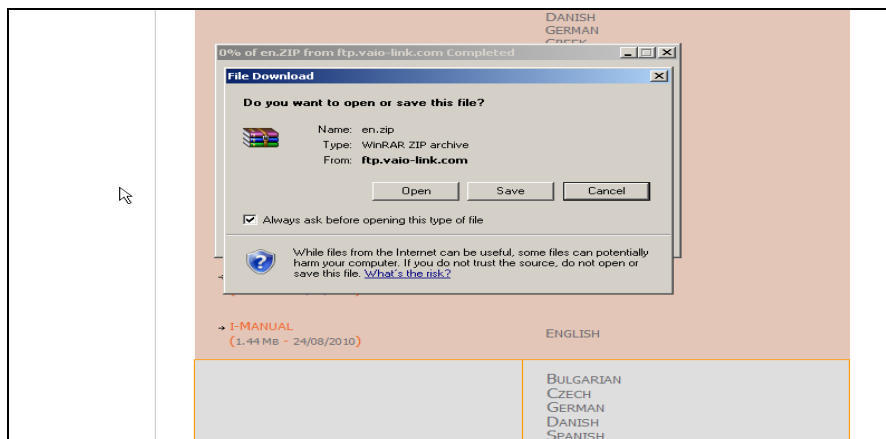 DANISH
GERMAN
GREEK
0% of en.ZIP from ftp.vaio-link.com Completed
File Download
Do you want to open or save this file?
Name: en.zip
Type: WinRAR ZIP archive
From: ftp.vaio-link.com
Open Save Cancel
Always ask before opening this type of file
While files from the Internet can be useful, some files can potentially
harm your computer. If you do not trust the source, do not open or
save this file. What's the risk?
→ I-MANUAL
(1.44 MB - 24/08/2010)
ENGLISH
BULGARIAN
CZECH
GERMAN
DANISH
SPANISH